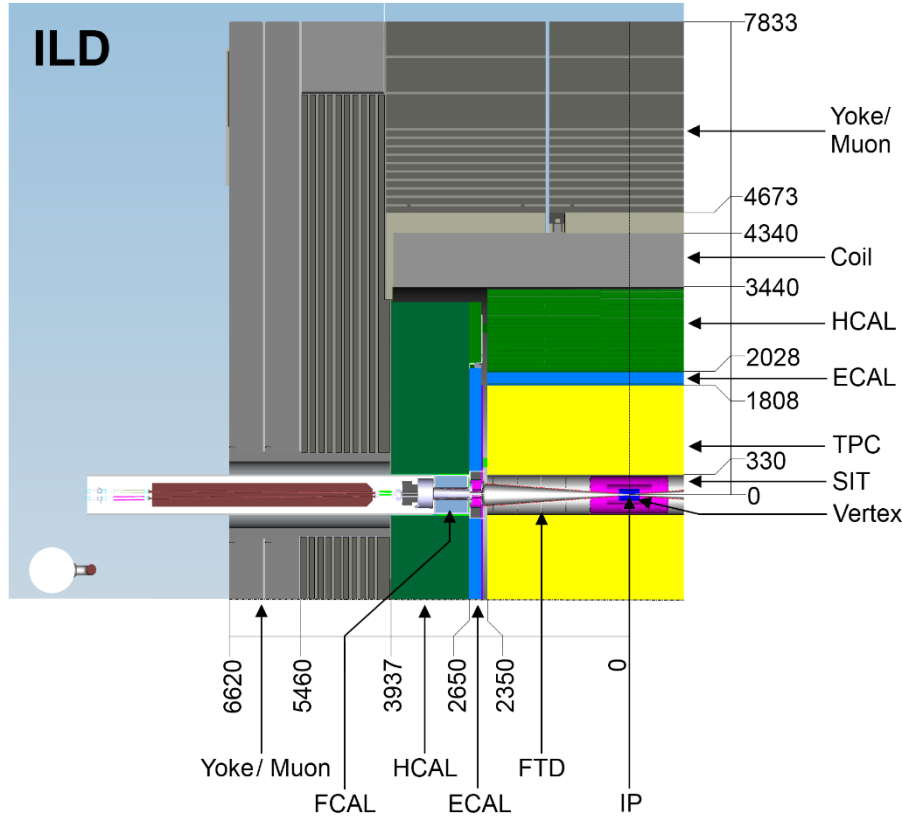 ILD
7833
Yoke/
Muon
4673
4340
Coil
3440
HCAL
2028
ECAL
1808
TPC
330
SIT
0
Vertex
6620
5460
3937
2650
2350
0
Yoke/ Muon
HCAL
FTD
FCAL
ECAL
IP